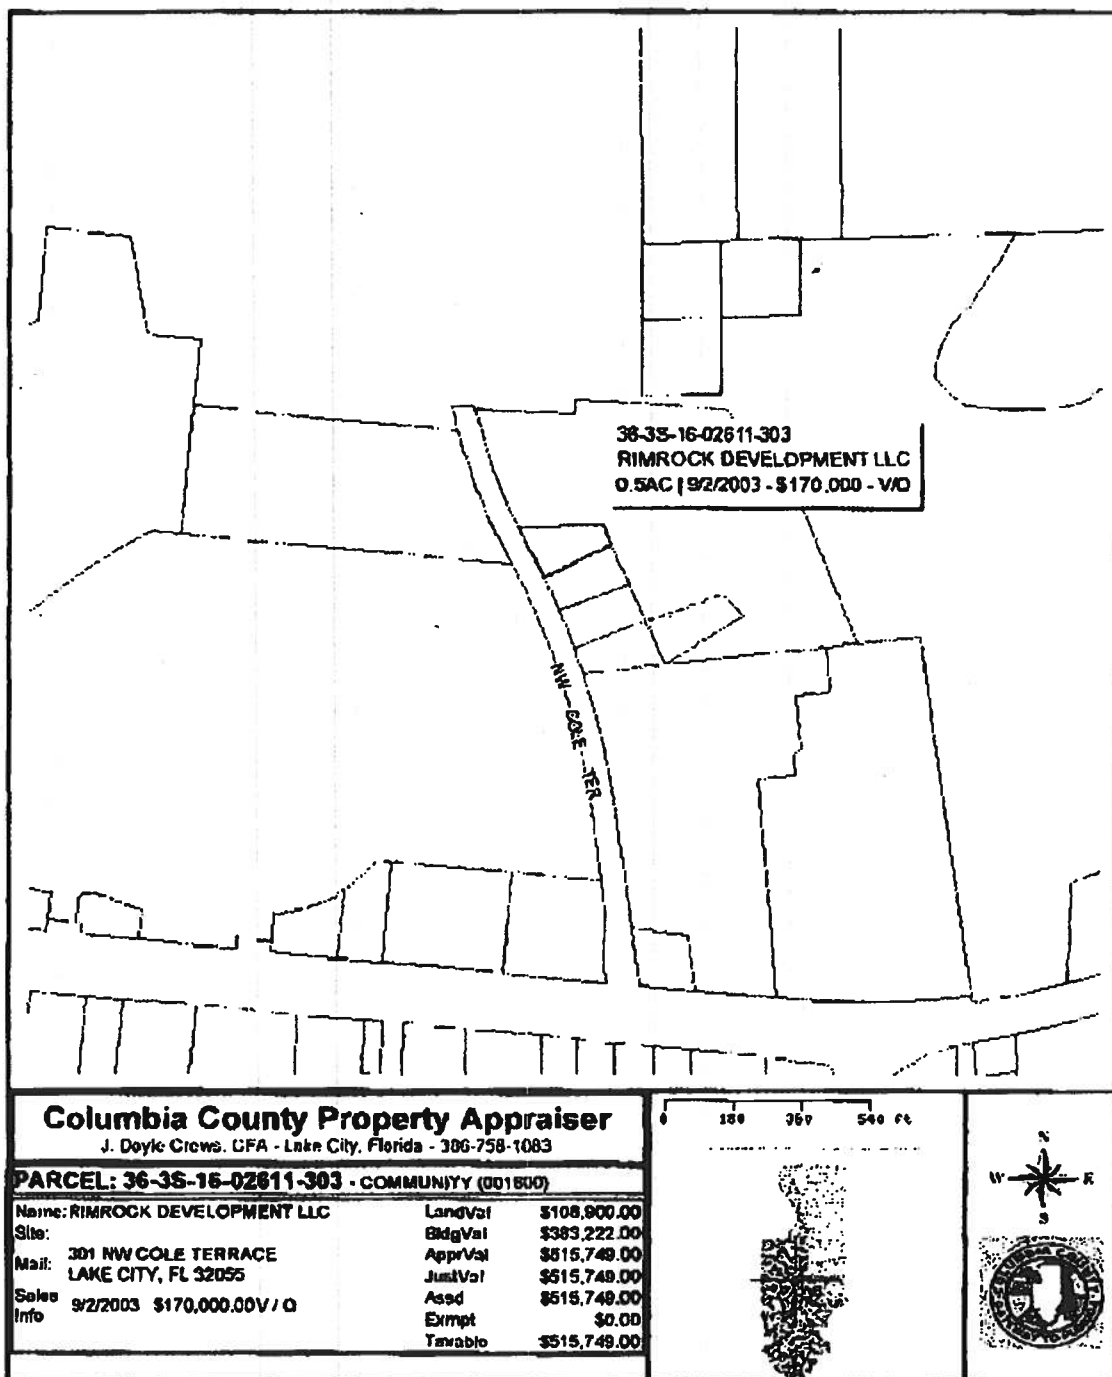 36-3S-16-02611-303
RIMROCK DEVELOPMENT LLC
0.5AC | 9/2/2003 - $170,000 - V/Q
NW COLE TER
Columbia County Property Appraiser
J. Doyle Crews, CFA - Lake City, Florida - 386-758-1083
PARCEL: 36-3S-16-02611-303 - COMMUNITY (001600)
Name: RIMROCK DEVELOPMENT LLC
Site:
Mail: 301 NW COLE TERRACE
LAKE CITY, FL 32055
Sales Info 9/2/2003 $170,000.00 V / Q
LandVal $108,900.00
BldgVal $383,222.00
ApprVal $515,749.00
JustVal $515,749.00
Assd $515,749.00
Exmpt $0.00
Taxable $515,749.00
0 180 360 540 ft
N
W E
S